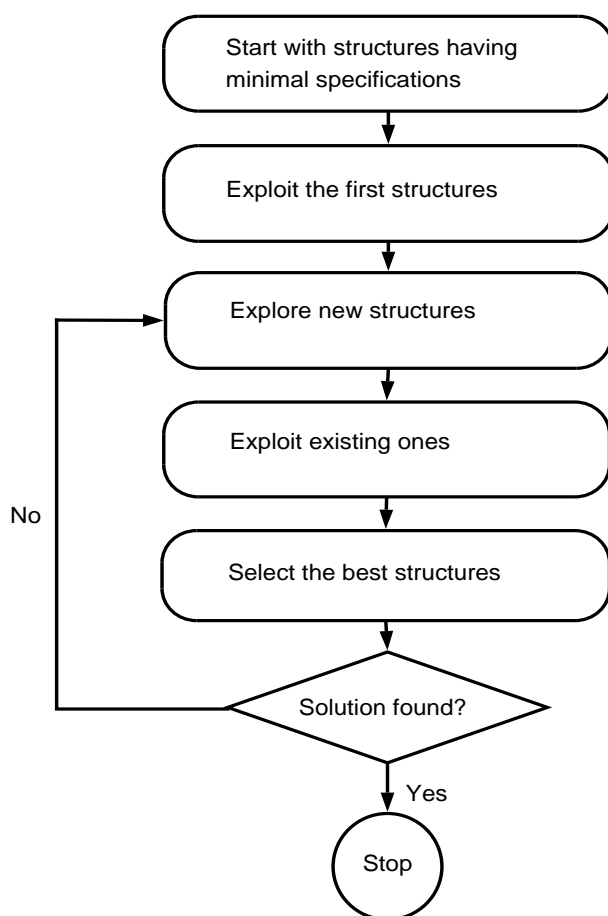 Start with structures having
minimal specifications
Exploit the first structures
Explore new structures
Exploit existing ones
No
Select the best structures
Solution found?
Yes
Stop